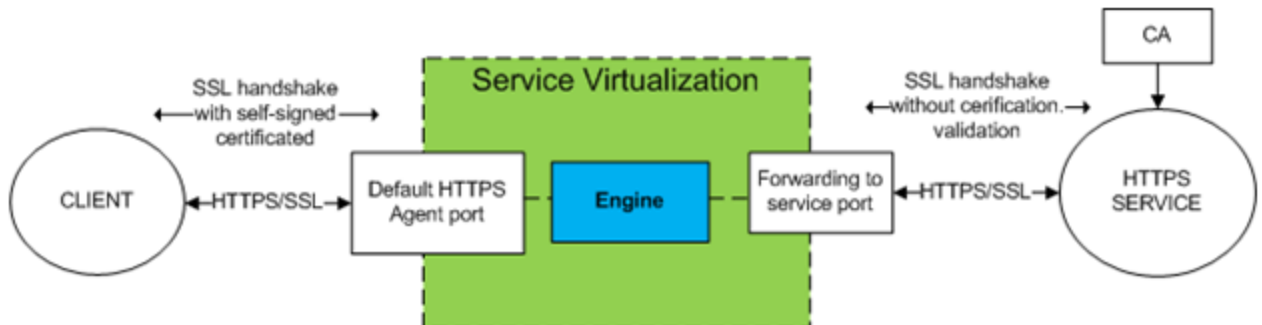 CA
Service Virtualization
SSL handshake
with self-signed
certificated
SSL handshake
without cerification.
validation
CLIENT
HTTPS/SSL
Default HTTPS
Agent port
Engine
Forwarding to
service port
HTTPS/SSL
HTTPS
SERVICE